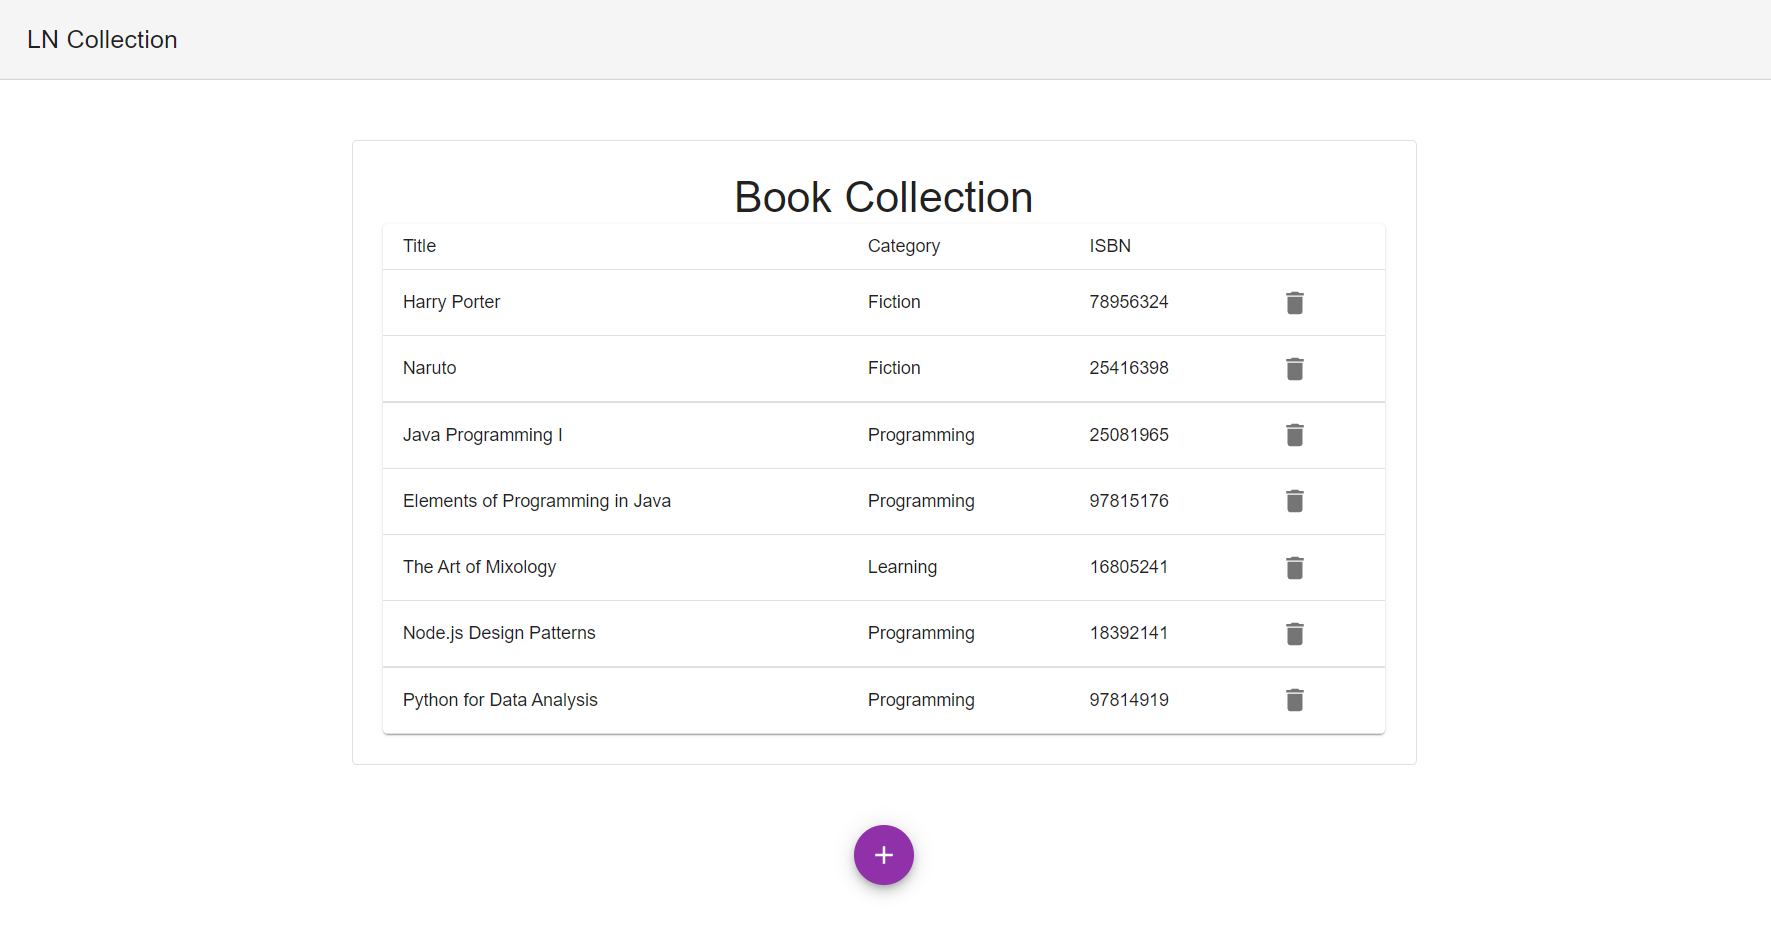 LN Collection
Book Collection
Title Category ISBN
Harry Porter Fiction 78956324
Naruto Fiction 25416398
Java Programming I Programming 25081965
Elements of Programming in Java Programming 97815176
The Art of Mixology Learning 16805241
Node.js Design Patterns Programming 18392141
Python for Data Analysis Programming 97814919
+